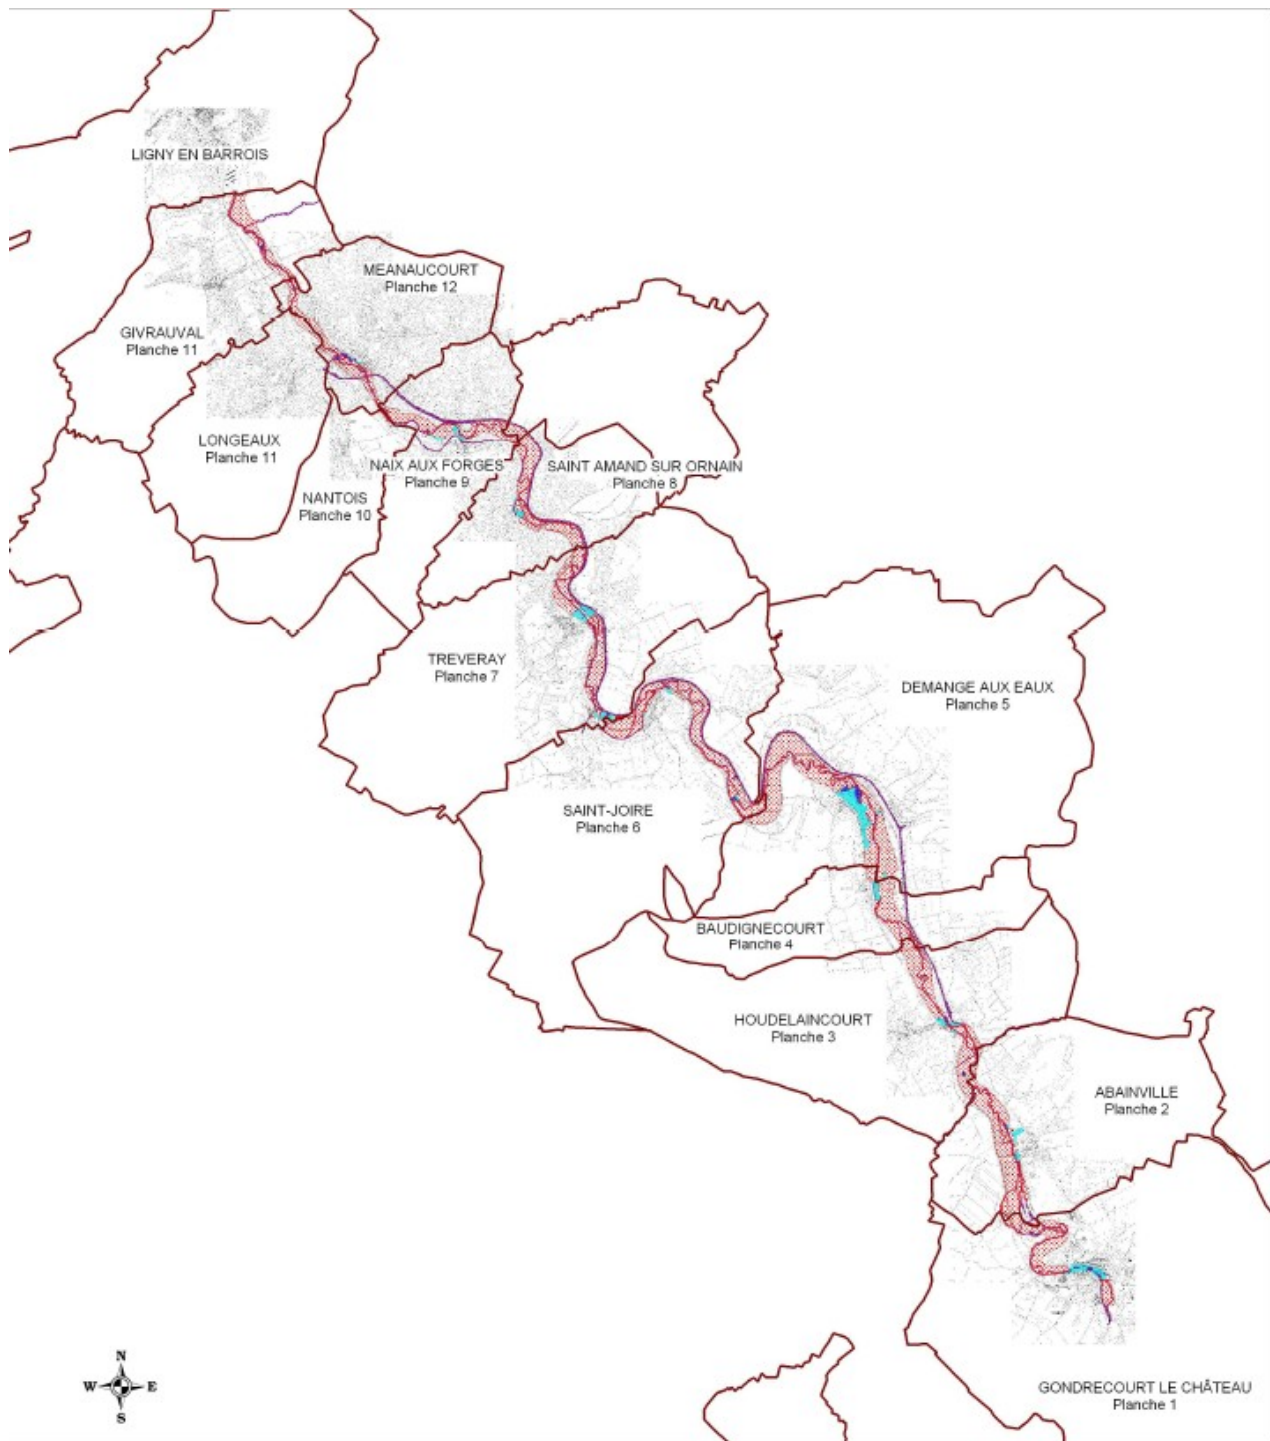 LIGNY EN BARROIS
MEANAUCOURT
Planche 12
GIVRAUVAL
Planche 11
LONGEAUX
Planche 11
NAIX AUX FORGES
Planche 9
SAINT AMAND SUR ORNAIN
Planche 8
NANTOIS
Planche 10
TREVERAY
Planche 7
DEMANGE AUX EAUX
Planche 5
SAINT-JOIRE
Planche 6
BAUDIGNECOURT
Planche 4
HOUDELAINCOURT
Planche 3
ABAINVILLE
Planche 2
GONDRECOURT LE CHÂTEAU
Planche 1
N
W E
S